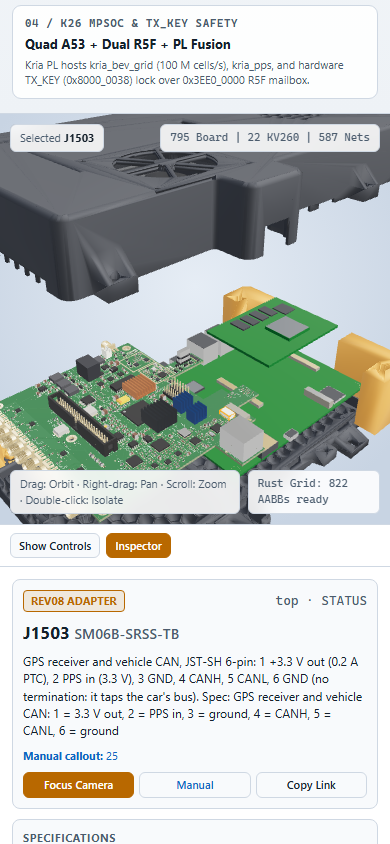 04 / K26 MPSOC & TX_KEY SAFETY
Quad A53 + Dual R5F + PL Fusion
Kria PL hosts kria_bev_grid (100 M cells/s), kria_pps, and hardware
TX_KEY (0x8000_0038) lock over 0x3EE0_0000 R5F mailbox.
Selected J1503
795 Board | 22 KV260 | 587 Nets
Drag: Orbit · Right-drag: Pan · Scroll: Zoom
· Double-click: Isolate
Rust Grid: 822
AABBs ready
Show Controls
Inspector
REV08 ADAPTER
top · STATUS
J1503 SM06B-SRSS-TB
GPS receiver and vehicle CAN, JST-SH 6-pin: 1 +3.3 V out (0.2 A
PTC), 2 PPS in (3.3 V), 3 GND, 4 CANH, 5 CANL, 6 GND (no
termination: it taps the car's bus). Spec: GPS receiver and vehicle
CAN: 1 = 3.3 V out, 2 = PPS in, 3 = ground, 4 = CANH, 5 =
CANL, 6 = ground
Manual callout: 25
Focus Camera
Manual
Copy Link
SPECIFICATIONS